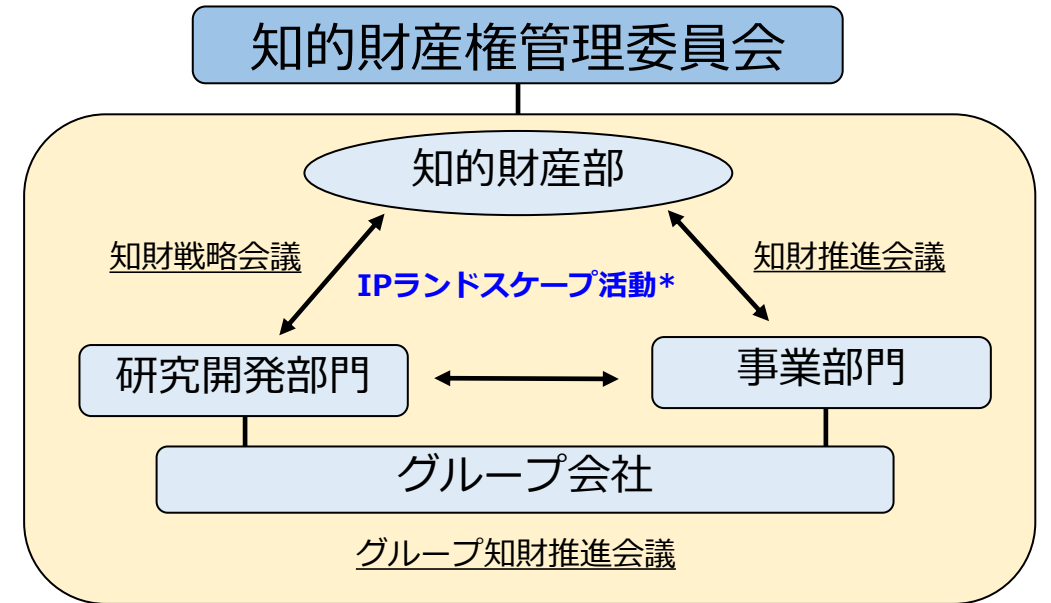 知的財産権管理委員会
知的財産部
知財戦略会議
知財推進会議
IPランドスケープ活動*
研究開発部門
事業部門
グループ会社
グループ知財推進会議